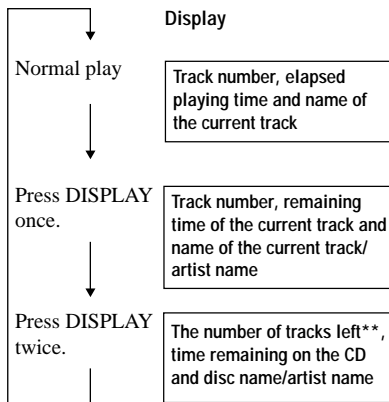 Display
Normal play
Track number, elapsed
playing time and name of
the current track
Press DISPLAY
once.
Track number, remaining
time of the current track and
name of the current track/
artist name
Press DISPLAY
twice.
The number of tracks left**,
time remaining on the CD
and disc name/artist name